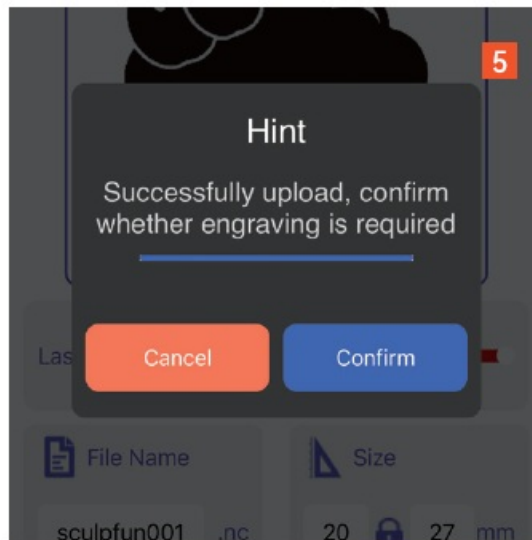 5
Hint
Successfully upload, confirm
whether engraving is required
Cancel Confirm
File Name Size
sculpfun001 .nc 20 27 mm